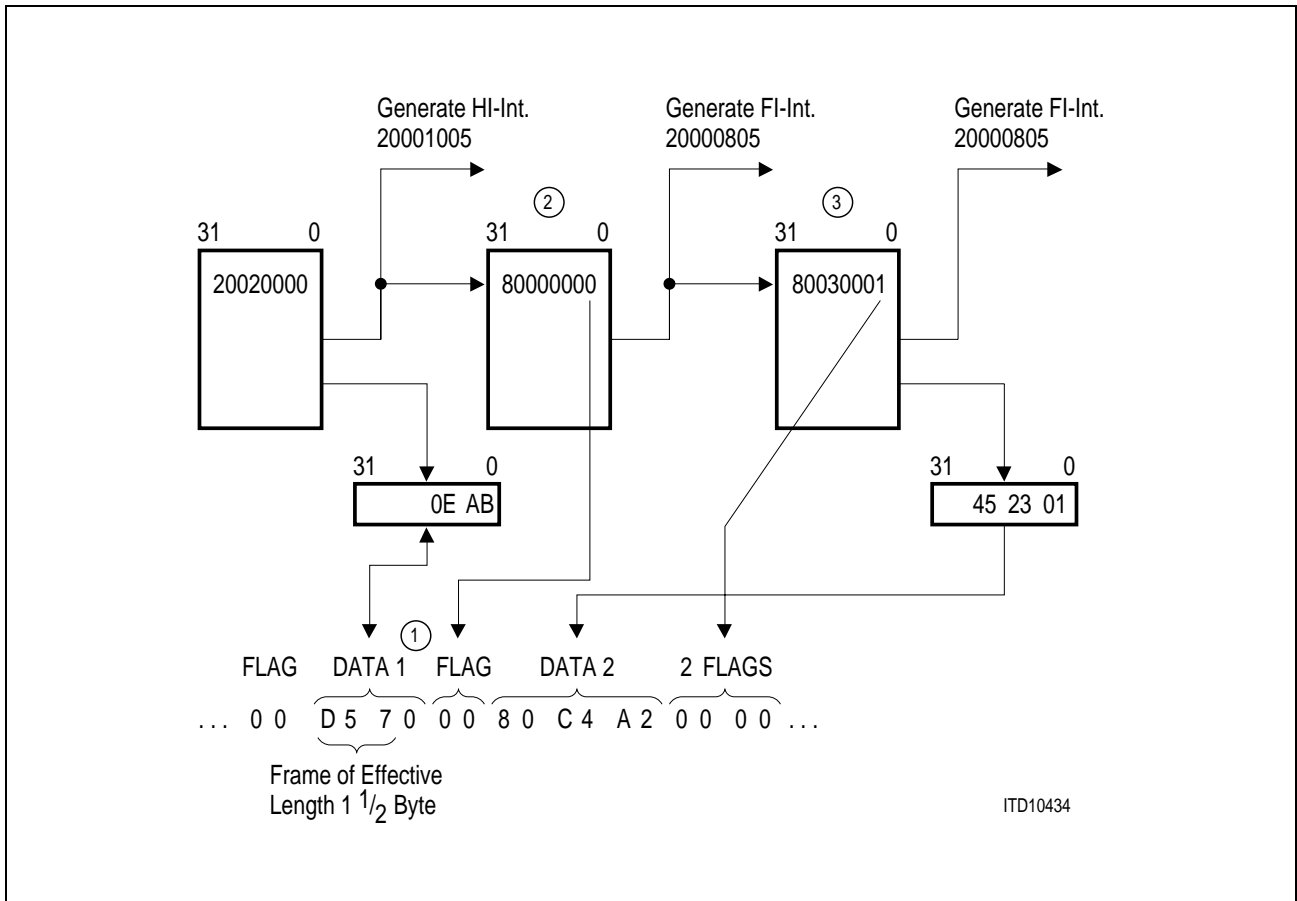 Generate HI-Int. Generate FI-Int. Generate FI-Int.
20001005 20000805 20000805
2 3
31 0 31 0 31 0
20020000 80000000 80030001
31 0 31 0
0E AB 45 23 01
1
FLAG DATA 1 FLAG DATA 2 2 FLAGS
. . . 0 0 D 5 7 0 0 0 8 0 C 4 A 2 0 0 0 0 . . .
Frame of Effective
Length 1 1/2 Byte
ITD10434